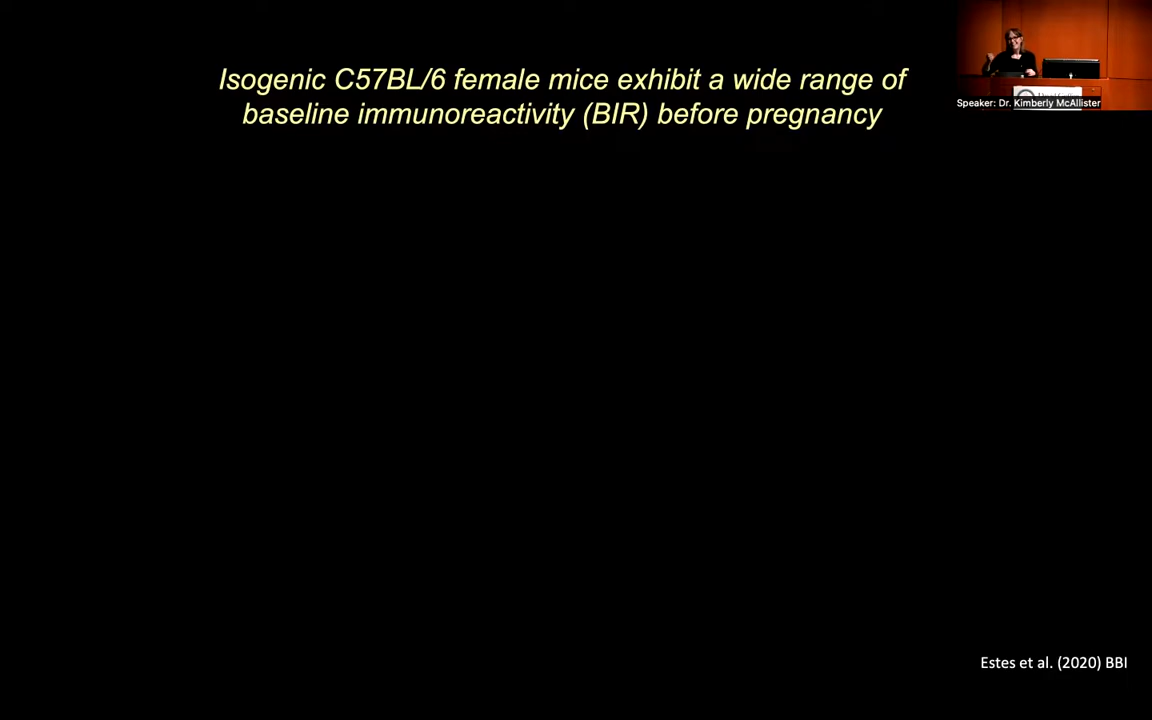 Isogenic C57BL/6 female mice exhibit a wide range of
baseline immunoreactivity (BIR) before pregnancy
Speaker: Dr. Kimberly McAllister
Estes et al. (2020) BBI